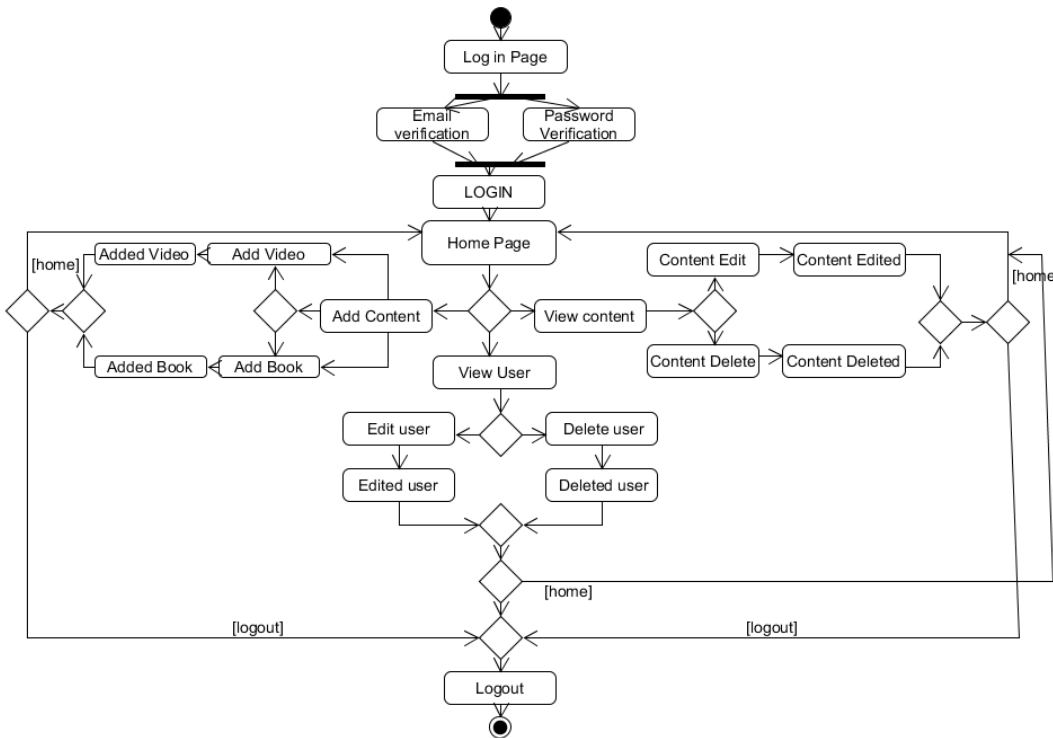 Log in Page
Email
verification
Password
Verification
LOGIN
Home Page
[home]
Added Video
Add Video
Content Edit
Content Edited
[home
Add Content
View content
Added Book
Add Book
View User
Content Delete
Content Deleted
Edit user
Delete user
Edited user
Deleted user
[home]
[logout]
[logout]
Logout